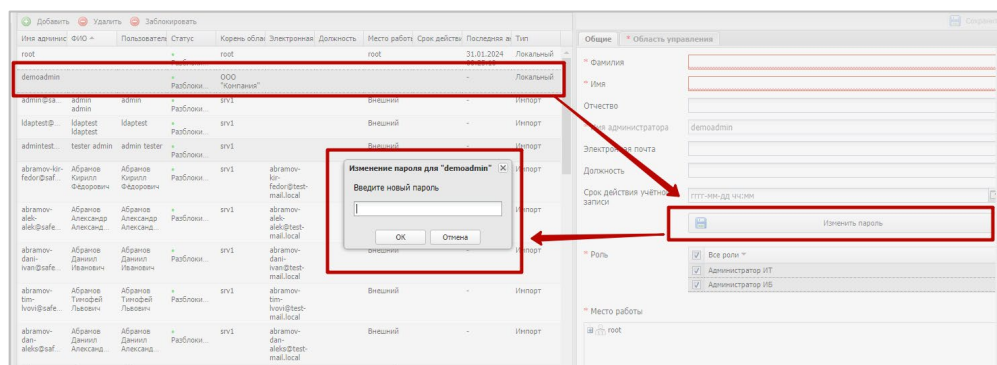 Добавить Удалить Заблокировать
Имя админис ФИО Пользовател Статус Корень облас Электронная Должность Место работы Срок действи Последняя ак Тип
root root root 31.01.2024 Локальный
demoadmin Разблоки... ООО "Компания" - Локальный
admin@sa... admin admin admin Разблоки... srv1 Внешний - Импорт
ldaptest@... ldaptest ldaptest ldaptest Разблоки... srv1 Внешний - Импорт
admintest... tester admin admin tester Разблоки... srv1 Внешний - Импорт
abramov-kir-fedor@saf... Абрамов Кирилл Фёдорович Абрамов Кирилл Фёдорович Разблоки... srv1 abramov-kir-fedor@test-mail.local
abramov-alek-alek@safe... Абрамов Александр Александ... Абрамов Александр Александ... Разблоки... srv1 abramov-alek-alek@test-mail.local
abramov-dani-ivan@safe... Абрамов Даниил Иванович Абрамов Даниил Иванович Разблоки... srv1 abramov-dani-ivan@test-mail.local - Импорт
abramov-tim-lvovi@safe... Абрамов Тимофей Львович Абрамов Тимофей Львович Разблоки... srv1 abramov-tim-lvovi@test-mail.local Внешний - Импорт
abramov-dan-aleks@saf... Абрамов Даниил Александ... Абрамов Даниил Александ... Разблоки... srv1 abramov-dan-aleks@test-mail.local Внешний - Импорт
Изменение пароля для "demoadmin"
Введите новый пароль
ОК Отмена
Общие * Область управления
* Фамилия
* Имя
Отчество
администратора demoadmin
Электронная почта
Должность
Срок действия учётной записи гггг-мм-дд чч:мм
Изменить пароль
* Роль Все роли
Администратор ИТ
Администратор ИБ
* Место работы
root